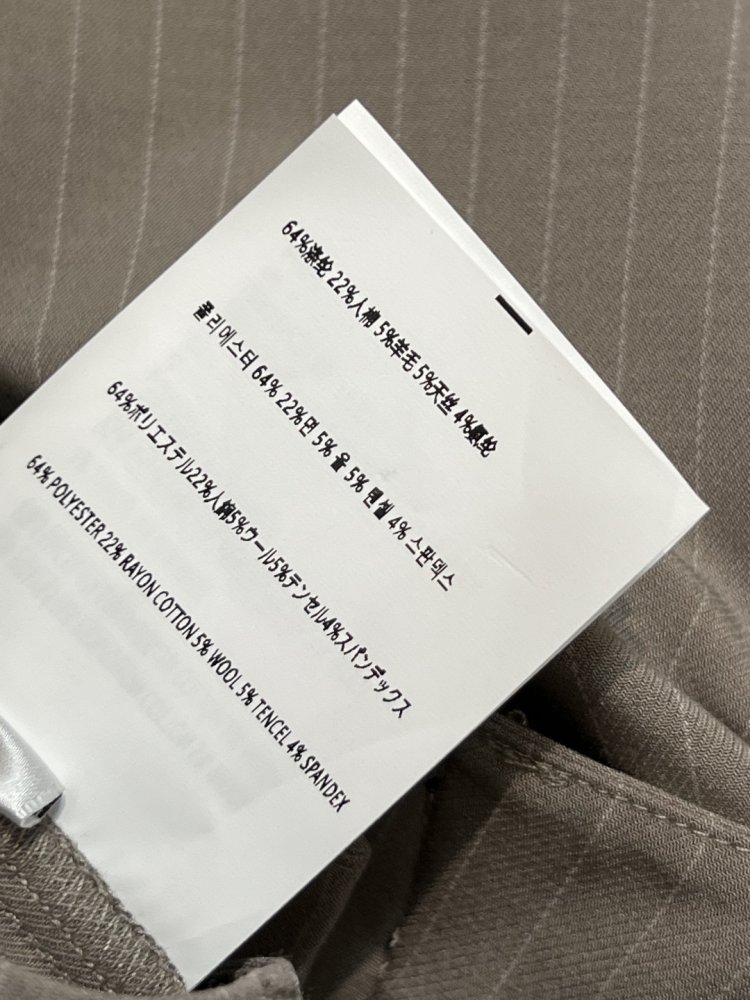 64%涤纶 22%人棉 5%羊毛 5%天丝 4%氨纶
폴리에스터 64% 22%면 5% 울 5% 텐셀 4% 스판덱스
64%ポリエステル22%人綿5%ウール5%テンセル4%スパンデックス
64% POLYESTER 22% RAYON COTTON 5% WOOL 5% TENCEL 4% SPANDEX